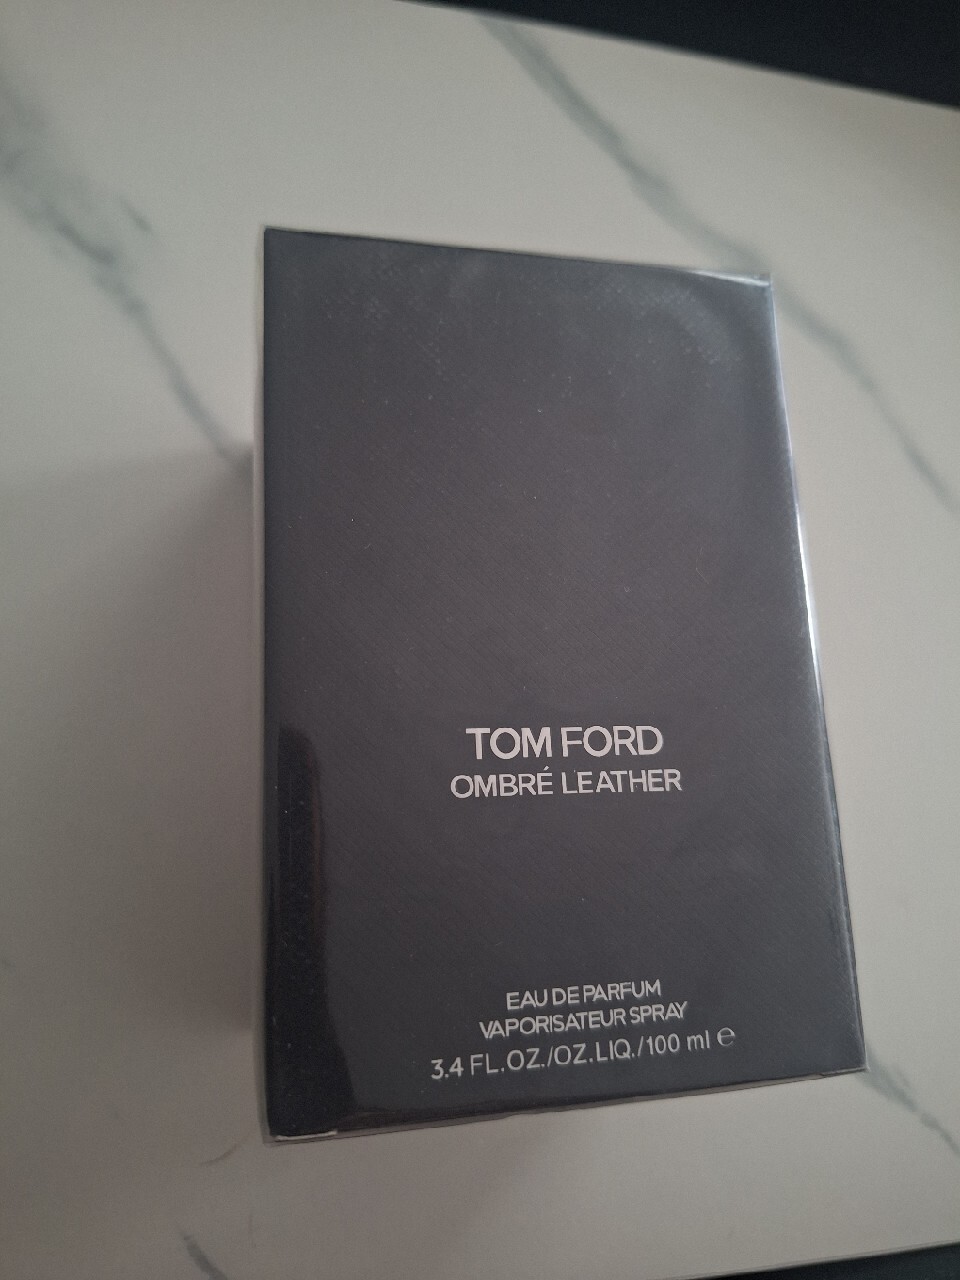 TOM FORD
OMBRÉ LEATHER
EAU DE PARFUM
VAPORISATEUR SPRAY
3.4 FL.OZ./OZ.LIQ./100 ml ℮